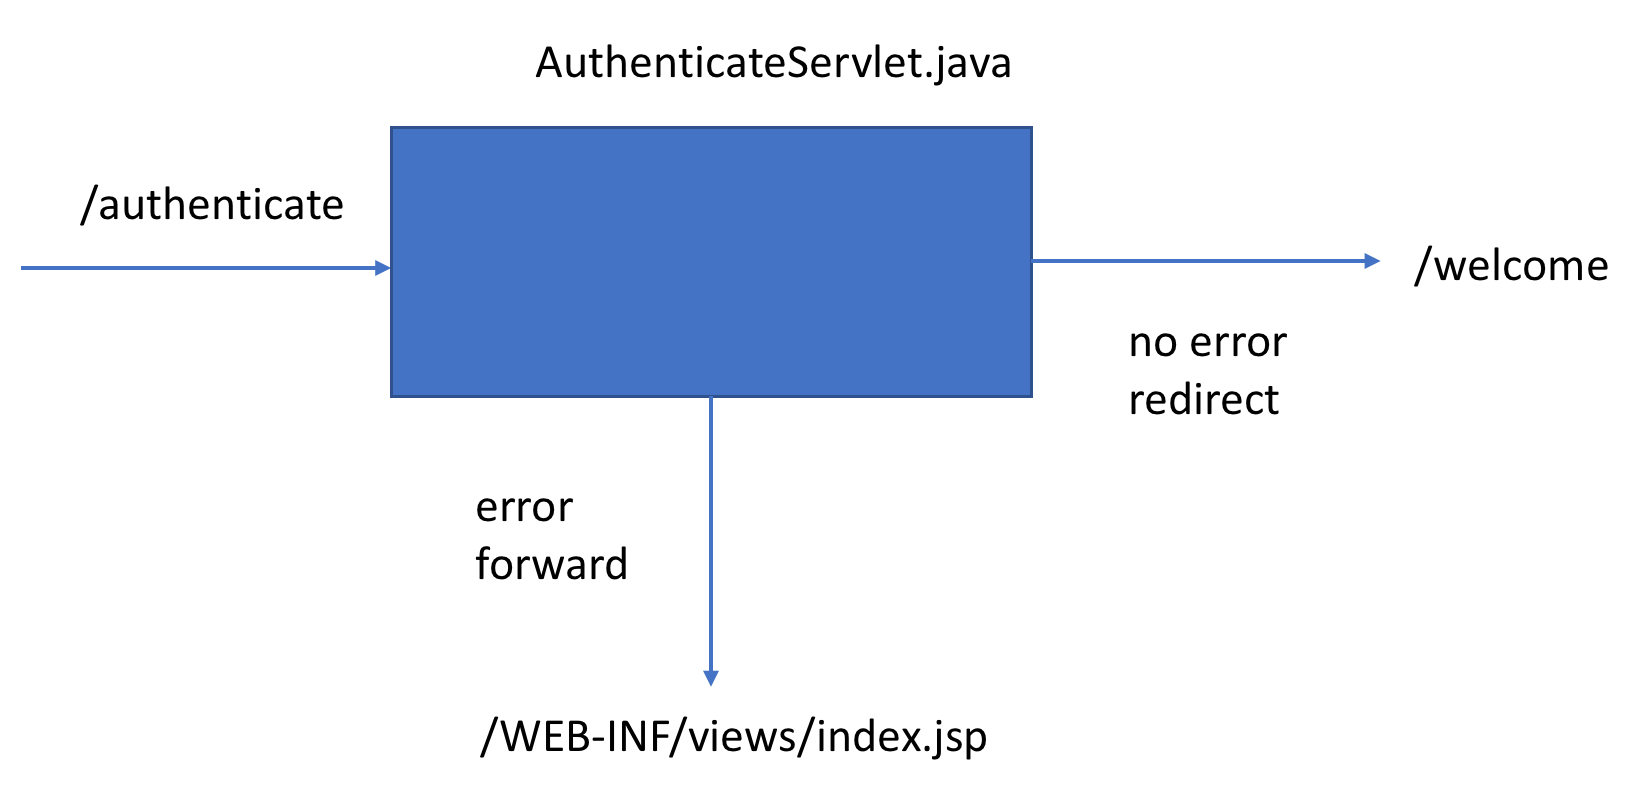 AuthenticateServlet.java
/authenticate
/welcome
no error
redirect
error
forward
/WEB-INF/views/index.jsp